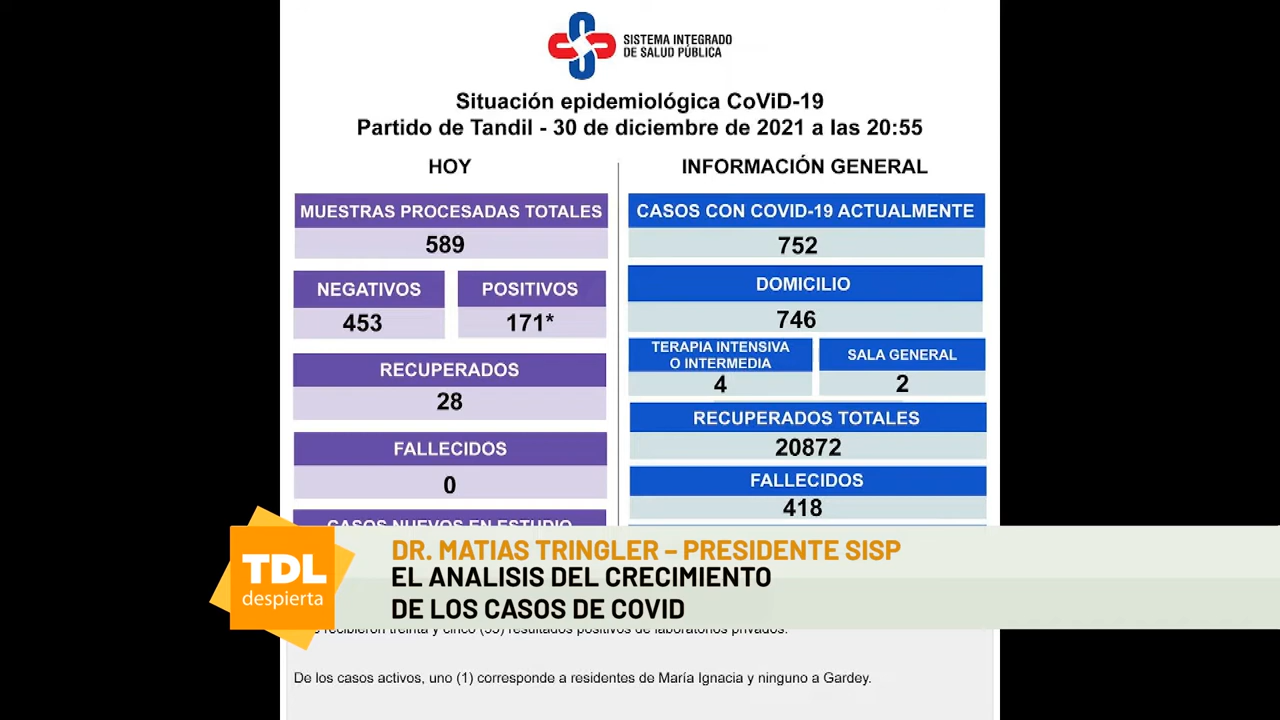 SISTEMA INTEGRADO
DE SALUD PÚBLICA
Situación epidemiológica CoViD-19
Partido de Tandil - 30 de diciembre de 2021 a las 20:55
HOY
MUESTRAS PROCESADAS TOTALES
589
NEGATIVOS
POSITIVOS
453
171*
RECUPERADOS
28
FALLECIDOS
0
CASOS NUEVOS EN ESTUDIO
INFORMACIÓN GENERAL
CASOS CON COVID-19 ACTUALMENTE
752
DOMICILIO
746
TERAPIA INTENSIVA
O INTERMEDIA
SALA GENERAL
4
2
RECUPERADOS TOTALES
20872
FALLECIDOS
418
TDL
despierta
DR. MATIAS TRINGLER – PRESIDENTE SISP
EL ANALISIS DEL CRECIMIENTO
DE LOS CASOS DE COVID
recibieron treinta y cinco (35) resultados positivos de laboratorios privados.
De los casos activos, uno (1) corresponde a residentes de María Ignacia y ninguno a Gardey.